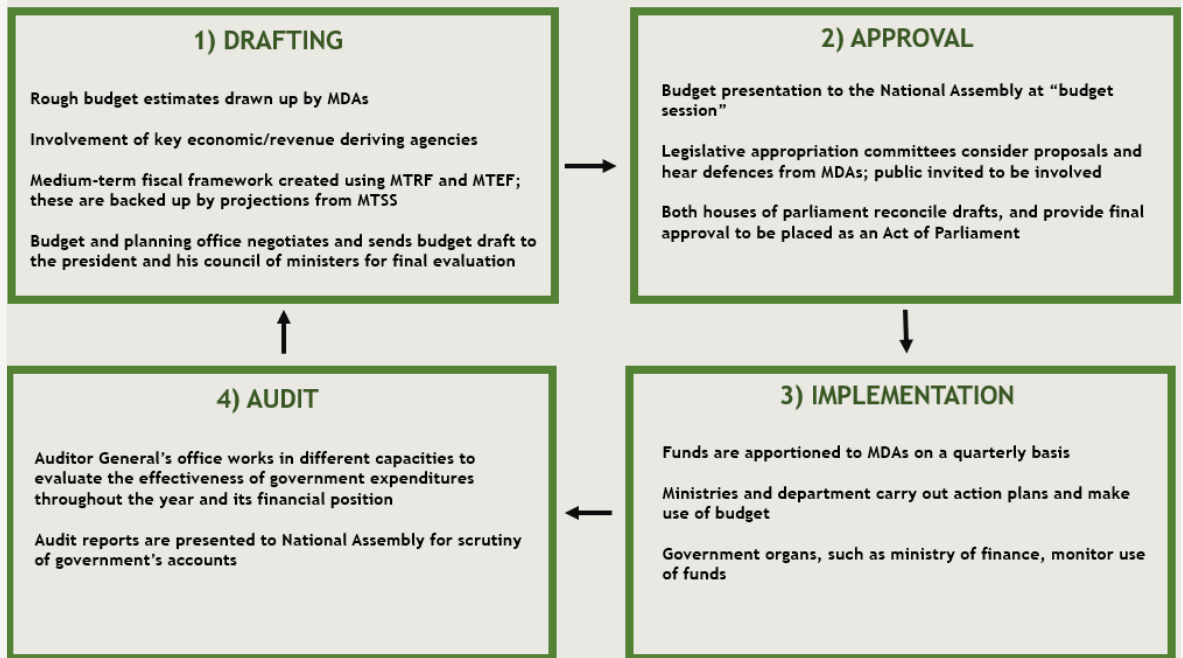 1) DRAFTING
Rough budget estimates drawn up by MDAs
Involvement of key economic/revenue deriving agencies
Medium-term fiscal framework created using MTRF and MTEF;
these are backed up by projections from MTSS
Budget and planning office negotiates and sends budget draft to
the president and his council of ministers for final evaluation
2) APPROVAL
Budget presentation to the National Assembly at “budget
session”
Legislative appropriation committees consider proposals and
hear defences from MDAs; public invited to be involved
Both houses of parliament reconcile drafts, and provide final
approval to be placed as an Act of Parliament
3) IMPLEMENTATION
Funds are apportioned to MDAs on a quarterly basis
Ministries and department carry out action plans and make
use of budget
Government organs, such as ministry of finance, monitor use
of funds
4) AUDIT
Auditor General’s office works in different capacities to
evaluate the effectiveness of government expenditures
throughout the year and its financial position
Audit reports are presented to National Assembly for scrutiny
of government’s accounts